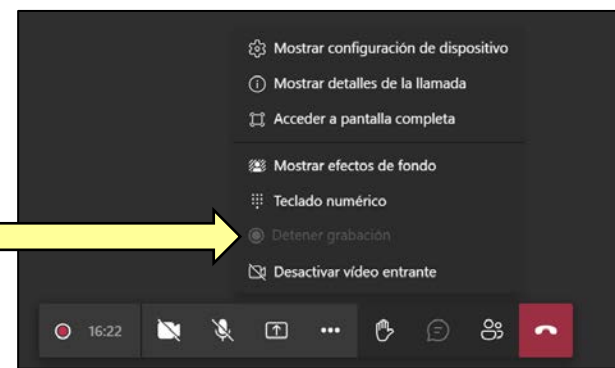 Mostrar configuración de dispositivo
Mostrar detalles de la llamada
Acceder a pantalla completa
Mostrar efectos de fondo
Teclado numérico
Detener grabación
Desactivar vídeo entrante
16:22